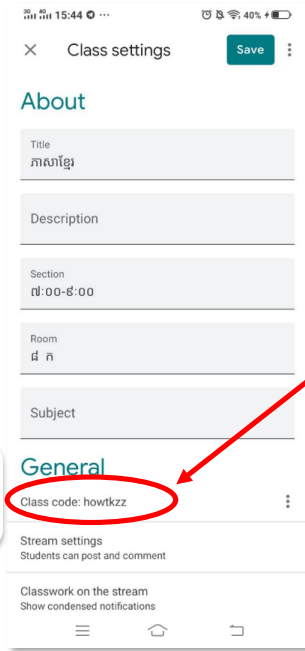 3G 4G 15:44
40%
Class settings
Save
About
Title
ភាសាខ្មែរ
Description
Section
៧:០០-៩:០០
Room
៨ ក
Subject
General
Class code: howtkzz
Stream settings
Students can post and comment
Classwork on the stream
Show condensed notifications